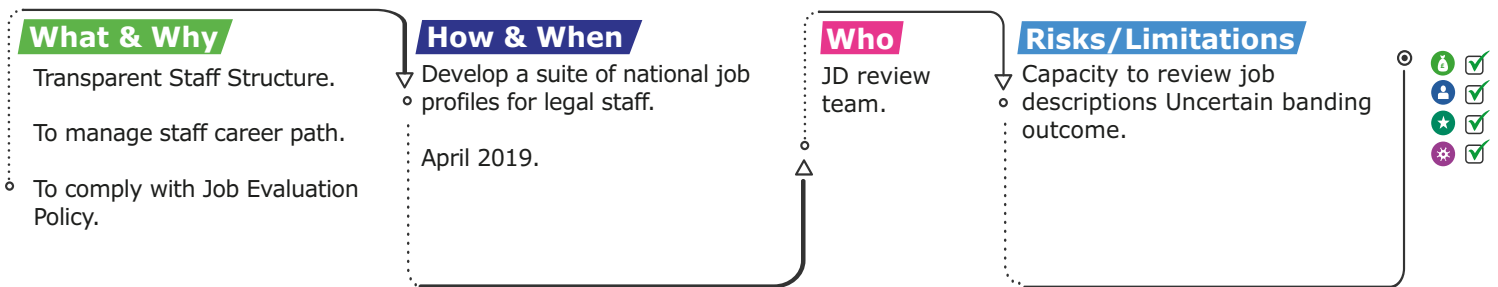 What & Why
Transparent Staff Structure.
To manage staff career path.
To comply with Job Evaluation
Policy.
How & When
Develop a suite of national job
profiles for legal staff.
April 2019.
Who
JD review
team.
Risks/Limitations
Capacity to review job
descriptions Uncertain banding
outcome.